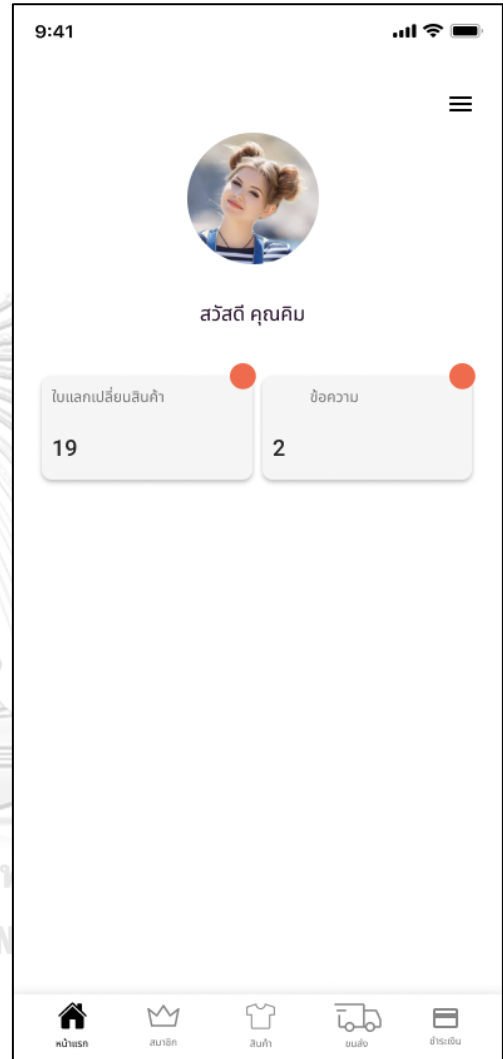 9:41
สวัสดี คุณคิม
ใบแลกเปลี่ยนสินค้า
ข้อความ
19
2
หน้าแรก
สมาชิก
สินค้า
ขนส่ง
ชำระเงิน